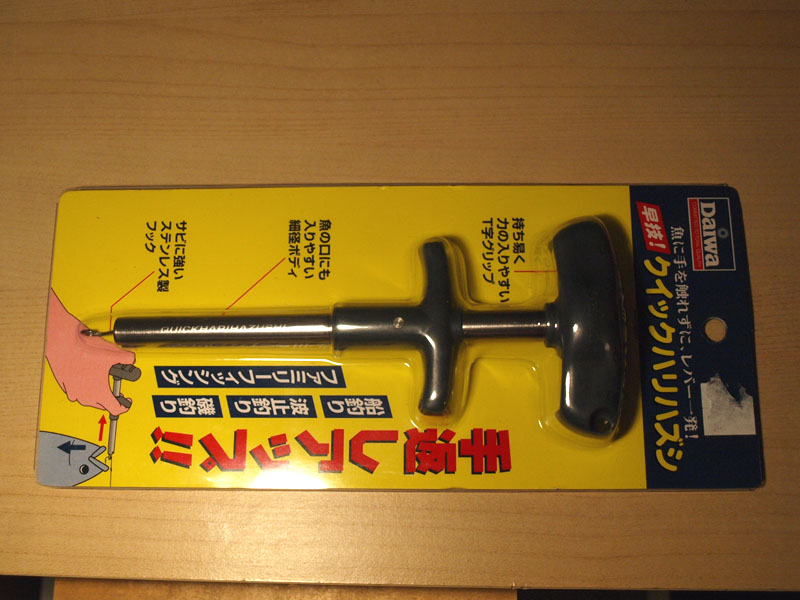 Daiwa
魚に手を触れずに、レバー一発!
早技!
クイックハリハズシ
持ち易く
力の入りやすい
T字グリップ
魚の口にも
入りやすい
細径ボディ
サビに強い
ステンレス製
フック
QUICKHARIHAZUSHI
船釣り
波止釣り
磯釣り
ファミリーフィッシング
手返しアップ!!